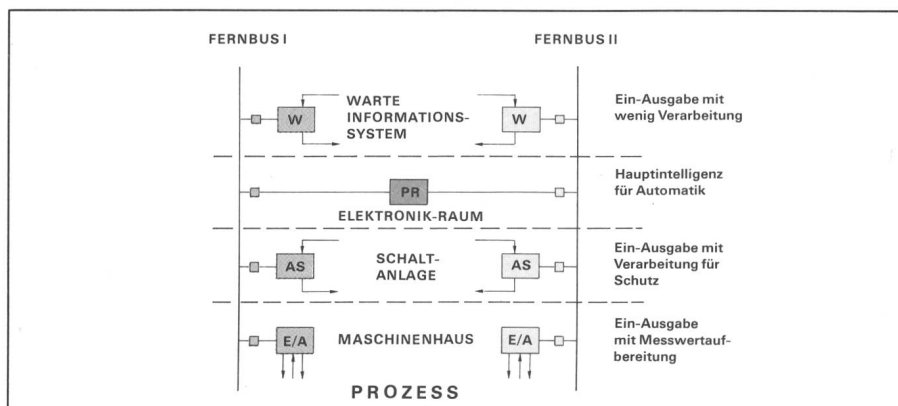 FERNBUS I
FERNBUS II
W
WARTE
INFORMATIONS-
SYSTEM
W
Ein-Ausgabe mit
wenig Verarbeitung
PR
ELEKTRONIK-RAUM
Hauptintelligenz
für Automatik
AS
SCHALT-
ANLAGE
AS
Ein-Ausgabe mit
Verarbeitung für
Schutz
E/A
MASCHINENHAUS
E/A
Ein-Ausgabe
mit Messwertauf-
bereitung
PROZESS